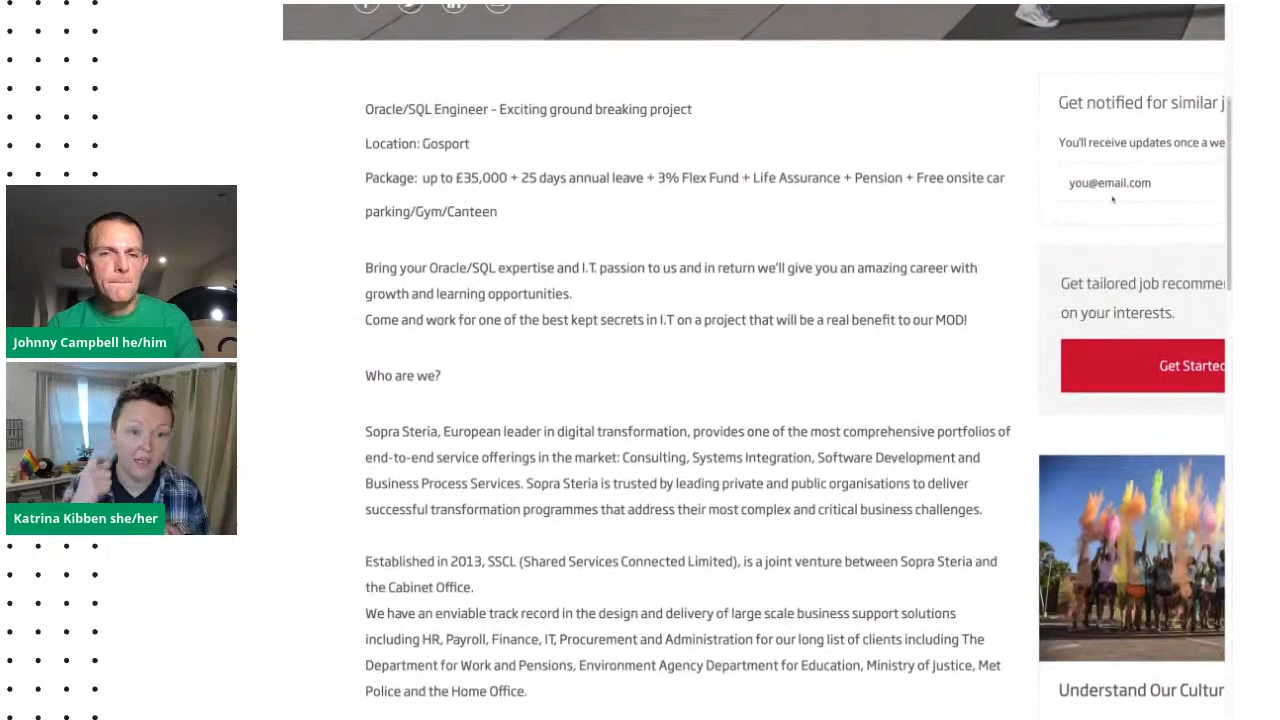 Oracle/SQL Engineer – Exciting ground breaking project
Location: Gosport
Package: up to £35,000 + 25 days annual leave + 3% Flex Fund + Life Assurance + Pension + Free onsite car
parking/Gym/Canteen
Bring your Oracle/SQL expertise and I.T. passion to us and in return we'll give you an amazing career with
growth and learning opportunities.
Come and work for one of the best kept secrets in I.T on a project that will be a real benefit to our MOD!
Who are we?
Sopra Steria, European leader in digital transformation, provides one of the most comprehensive portfolios of
end-to-end service offerings in the market: Consulting, Systems Integration, Software Development and
Business Process Services. Sopra Steria is trusted by leading private and public organisations to deliver
successful transformation programmes that address their most complex and critical business challenges.
Established in 2013, SSCL (Shared Services Connected Limited), is a joint venture between Sopra Steria and
the Cabinet Office.
We have an enviable track record in the design and delivery of large scale business support solutions
including HR, Payroll, Finance, IT, Procurement and Administration for our long list of clients including The
Department for Work and Pensions, Environment Agency Department for Education, Ministry of Justice, Met
Police and the Home Office.
Get notified for similar j
You'll receive updates once a we
you@email.com
Get tailored job recomme
on your interests.
Get Started
Understand Our Cultur
Johnny Campbell he/him
Katrina Kibben she/her